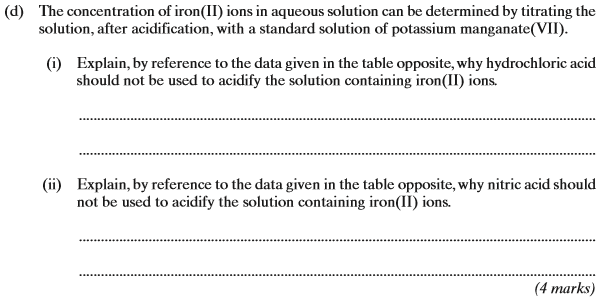 (d) The concentration of iron(II) ions in aqueous solution can be determined by titrating the
solution, after acidification, with a standard solution of potassium manganate(VII).
(i) Explain, by reference to the data given in the table opposite, why hydrochloric acid
should not be used to acidify the solution containing iron(II) ions.
................................................................................
................................................................................
(ii) Explain, by reference to the data given in the table opposite, why nitric acid should
not be used to acidify the solution containing iron(II) ions.
................................................................................
................................................................................
(4 marks)